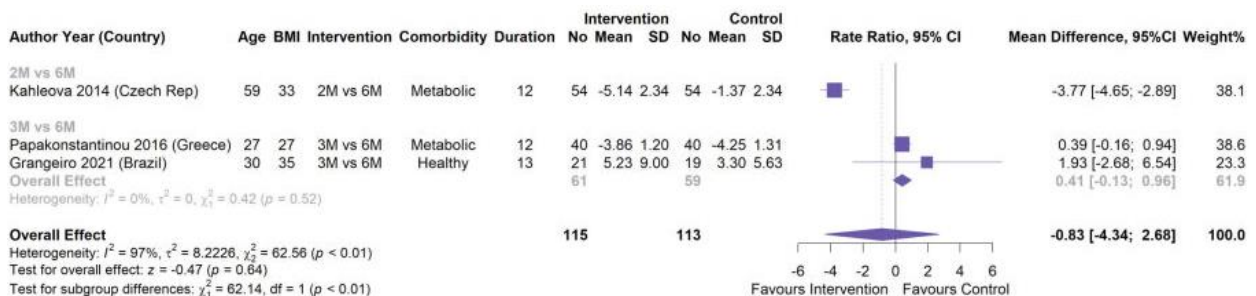 Intervention Control
Author Year (Country) Age BMI Intervention Comorbidity Duration No Mean SD No Mean SD Rate Ratio, 95% CI Mean Difference, 95%CI Weight%
2M vs 6M
Kahleova 2014 (Czech Rep) 59 33 2M vs 6M Metabolic 12 54 -5.14 2.34 54 -1.37 2.34 -3.77 [-4.65; -2.89] 38.1
3M vs 6M
Papakonstantinou 2016 (Greece) 27 27 3M vs 6M Metabolic 12 40 -3.86 1.20 40 -4.25 1.31 0.39 [-0.16; 0.94] 38.6
Grangeiro 2021 (Brazil) 30 35 3M vs 6M Healthy 13 21 5.23 9.00 19 3.30 5.63 1.93 [-2.68; 6.54] 23.3
Overall Effect 61 59 0.41 [-0.13; 0.96] 61.9
Heterogeneity: I² = 0%, τ² = 0, χ²₁ = 0.42 (p = 0.52)
Overall Effect 115 113 -0.83 [-4.34; 2.68] 100.0
Heterogeneity: I² = 97%, τ² = 8.2226, χ²₂ = 62.56 (p < 0.01)
Test for overall effect: z = -0.47 (p = 0.64)
Test for subgroup differences: χ²₁ = 62.14, df = 1 (p < 0.01)
-6 -4 -2 0 2 4 6
Favours Intervention Favours Control